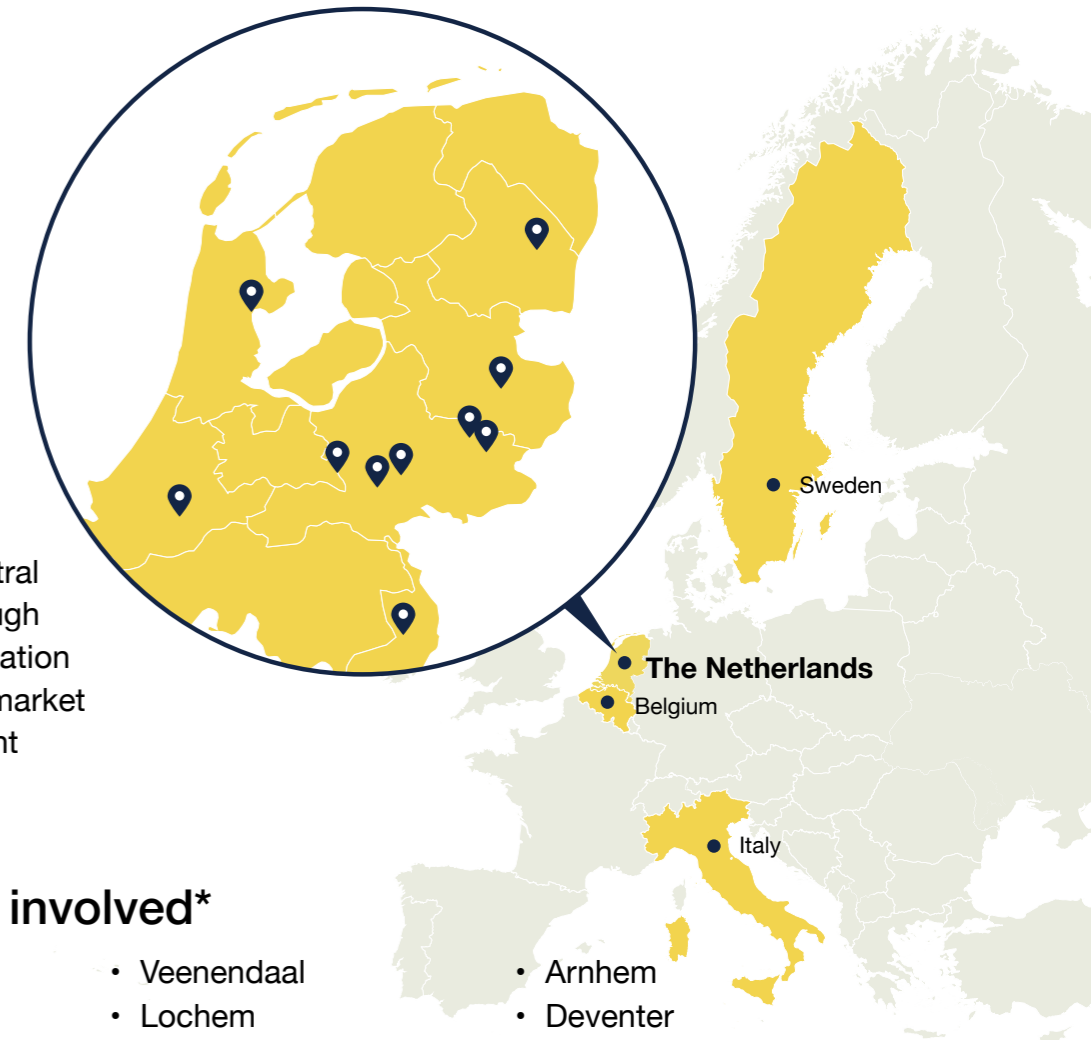 Sweden
tral
ugh
ation
market
nt
The Netherlands
Belgium
Italy
involved*
• Veenendaal
• Lochem
• Arnhem
• Deventer